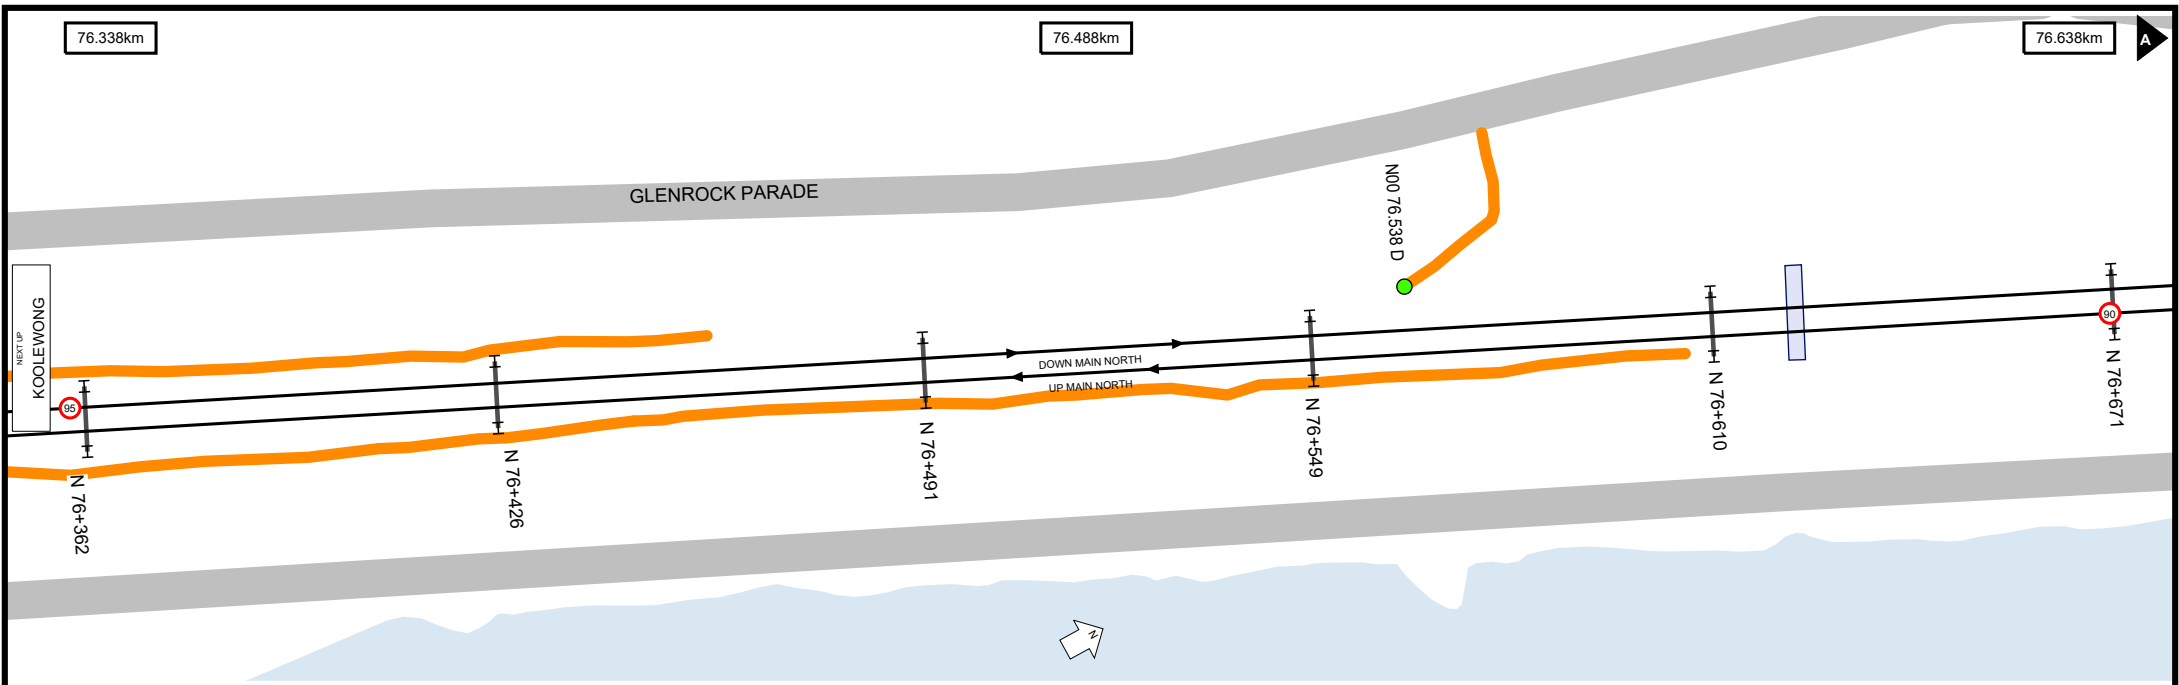 76.338km
76.488km
76.638km
A
GLENROCK PARADE
N00 76.538 D
NEXT UP
KOOLEWONG
95
90
DOWN MAIN NORTH
UP MAIN NORTH
N 76+362
N 76+426
N 76+491
N 76+549
N 76+610
N 76+671
N